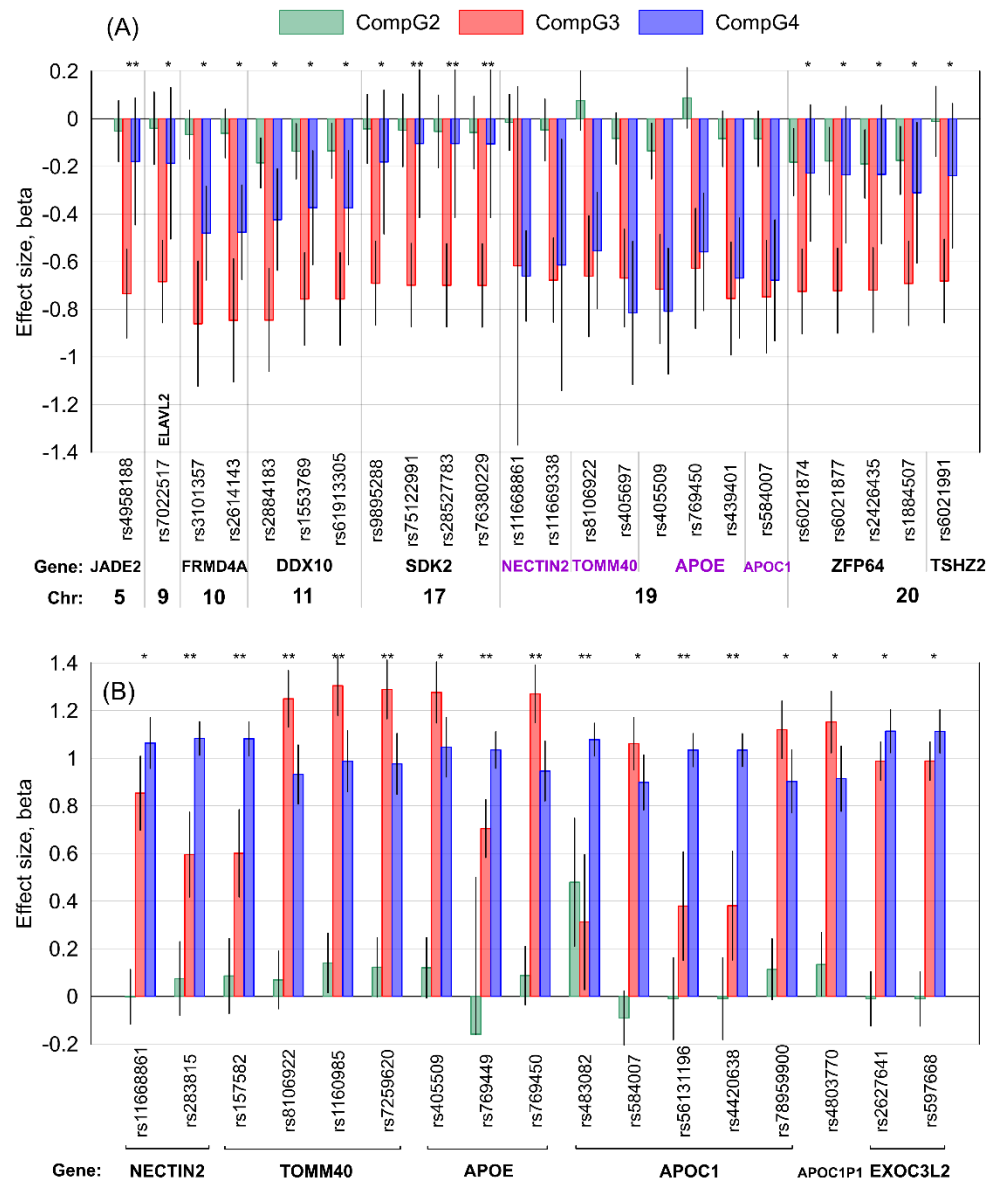 (A) CompG2 CompG3 CompG4
** * * * * * * * ** ** ** * * * * *
0.2
0
-0.2
-0.4
-0.6
-0.8
-1
-1.2
-1.4
Effect size, beta
ELAVL2
rs4958188 rs7022517 rs3101357 rs2614143 rs2884183 rs1553769 rs61913305 rs9895288 rs75122991 rs28527783 rs76380229 rs11668861 rs11669338 rs8106922 rs405697 rs405509 rs769450 rs439401 rs584007 rs6021874 rs6021877 rs2426435 rs1884507 rs6021991
Gene: JADE2 FRMD4A DDX10 SDK2 NECTIN2 TOMM40 APOE APOC1 ZFP64 TSHZ2
Chr: 5 9 10 11 17 19 20
* ** ** ** ** ** * ** ** ** * ** ** * * * *
(B)
1.4
1.2
1
0.8
0.6
0.4
0.2
0
-0.2
Effect size, beta
rs11668861 rs283815 rs157582 rs8106922 rs1160985 rs7259620 rs405509 rs769449 rs769450 rs483082 rs584007 rs56131196 rs4420638 rs78959900 rs4803770 rs2627641 rs597668
Gene: NECTIN2 TOMM40 APOE APOC1 APOC1P1 EXOC3L2